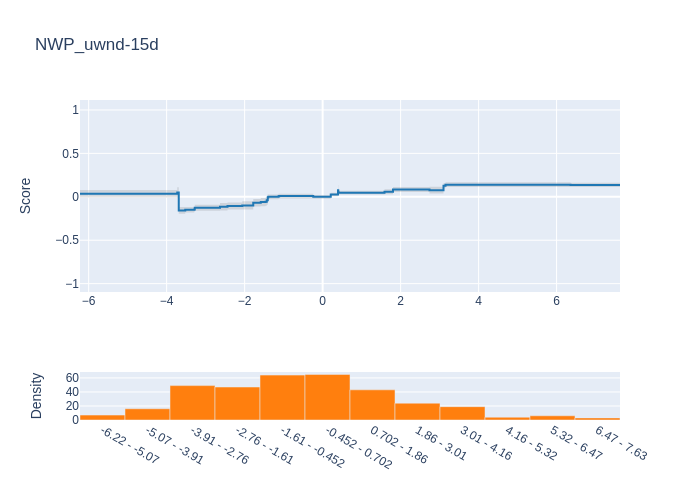 NWP_uwnd-15d
Score
1
0.5
0
−0.5
−1
−6
−4
−2
0
2
4
6
Density
60
40
20
0
-6.22 - -5.07
-5.07 - -3.91
-3.91 - -2.76
-2.76 - -1.61
-1.61 - -0.452
-0.452 - 0.702
0.702 - 1.86
1.86 - 3.01
3.01 - 4.16
4.16 - 5.32
5.32 - 6.47
6.47 - 7.63